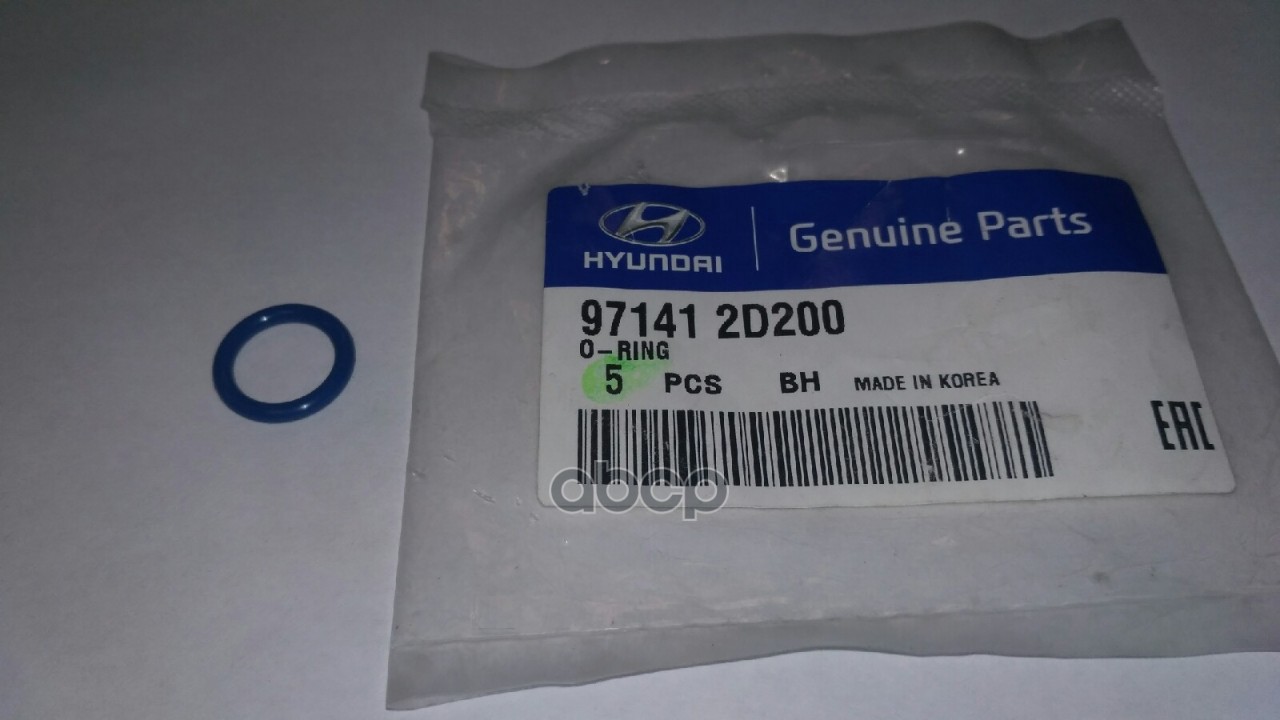 HYUNDAI
Genuine Parts
97141 2D200
O-RING
5 PCS BH MADE IN KOREA
EAC
abcp